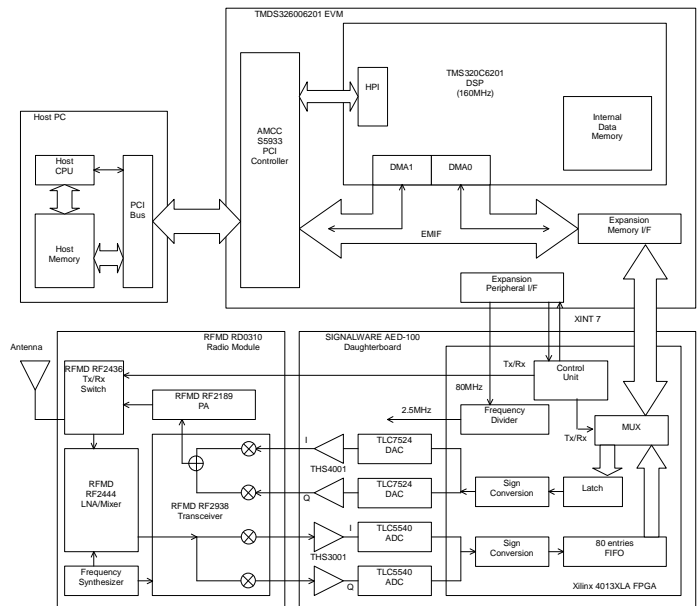 TMDS326006201 EVM
TMS320C6201
DSP
(160MHz)
HPI
Internal
Data
Memory
Host PC
AMCC
S5933
PCI
Controller
Host
CPU
PCI
Bus
Host
Memory
DMA1
DMA0
EMIF
Expansion
Memory I/F
Expansion
Peripheral I/F
XINT 7
RFMD RD0310
Radio Module
SIGNALWARE AED-100
Daughterboard
Antenna
RFMD RF2436
Tx/Rx
Switch
RFMD RF2189
PA
Tx/Rx
Control
Unit
80MHz
2.5MHz
Frequency
Divider
Tx/Rx
MUX
I
THS4001
TLC7524
DAC
Q
TLC7524
DAC
Sign
Conversion
Latch
RFMD
RF2444
LNA/Mixer
RFMD RF2938
Transceiver
I
THS3001
TLC5540
ADC
Sign
Conversion
80 entries
FIFO
Frequency
Synthesizer
Q
TLC5540
ADC
Xilinx 4013XLA FPGA